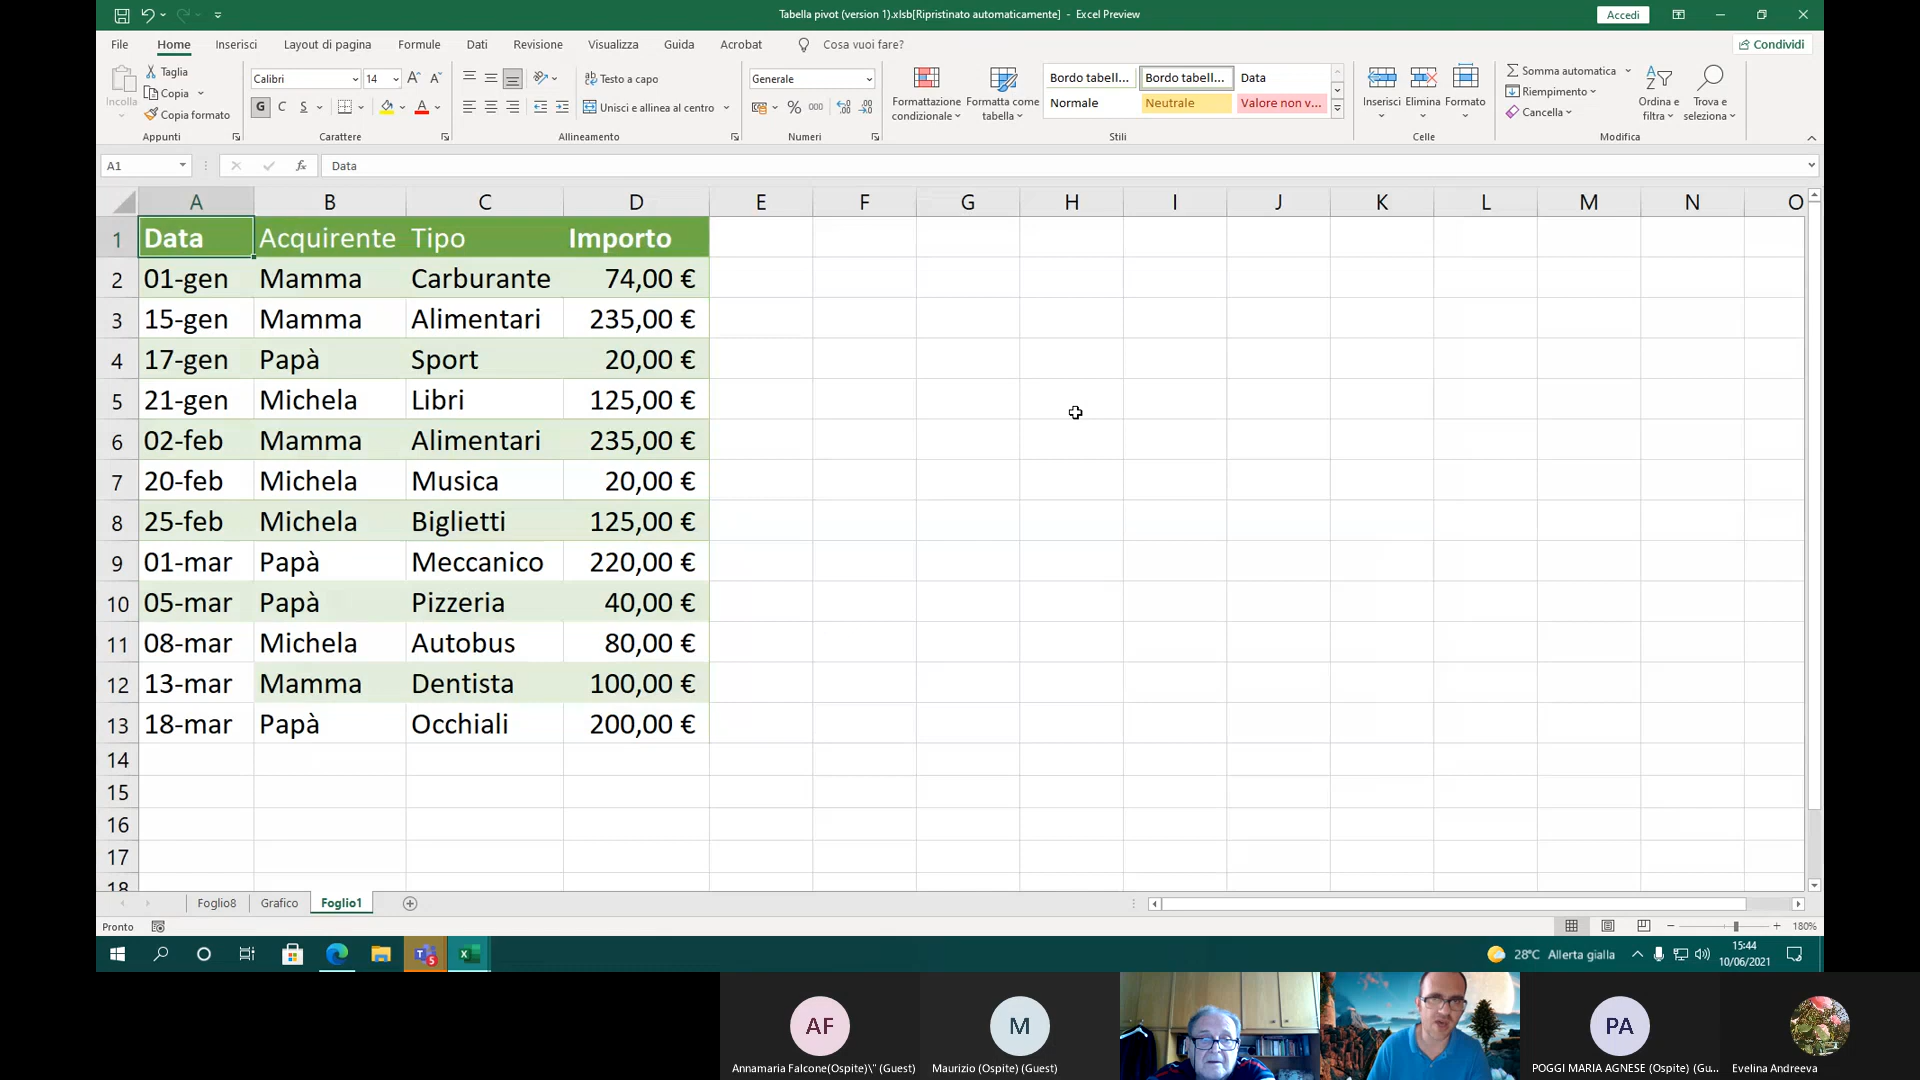 Tabella pivot (version 1).xlsb[Ripristinato automaticamente] - Excel Preview
Accedi
File Home Inserisci Layout di pagina Formule Dati Revisione Visualizza Guida Acrobat Cosa vuoi fare? Condividi
Incolla
Taglia
Copia
Copia formato
Appunti
Calibri 14
G C S A
Carattere
Testo a capo
Unisci e allinea al centro
Allineamento
Generale
% 000
Numeri
Formattazione condizionale
Formatta come tabella
Bordo tabell... Bordo tabell... Data
Normale Neutrale Valore non v...
Stili
Inserisci Elimina Formato
Celle
Somma automatica
Riempimento
Cancella
Ordina e filtra
Trova e seleziona
Modifica
A1 fx Data
A B C D E F G H I J K L M N O
1 Data Acquirente Tipo Importo
2 01-gen Mamma Carburante 74,00 €
3 15-gen Mamma Alimentari 235,00 €
4 17-gen Papà Sport 20,00 €
5 21-gen Michela Libri 125,00 €
6 02-feb Mamma Alimentari 235,00 €
7 20-feb Michela Musica 20,00 €
8 25-feb Michela Biglietti 125,00 €
9 01-mar Papà Meccanico 220,00 €
10 05-mar Papà Pizzeria 40,00 €
11 08-mar Michela Autobus 80,00 €
12 13-mar Mamma Dentista 100,00 €
13 18-mar Papà Occhiali 200,00 €
14
15
16
17
18
Foglio8 Grafico Foglio1
Pronto 180%
28°C Allerta gialla
15:44
10/06/2021
AF M PA
Annamaria Falcone(Ospite)\" (Guest) Maurizio (Ospite) (Guest) POGGI MARIA AGNESE (Ospite) (Gu... Evelina Andreeva